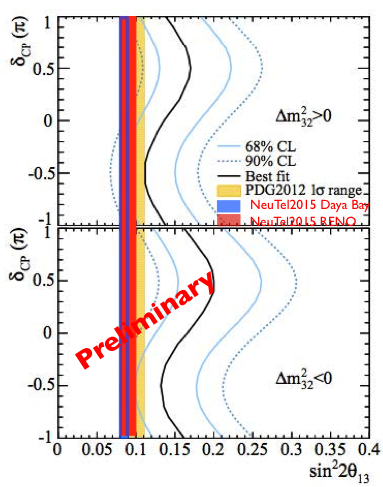 δCP (π)
1
0.5
0
-0.5
-1
Δm²32>0
68% CL
90% CL
Best fit
PDG2012 1σ range
NeuTel2015 Daya Bay
NeuTel2015 RENO
δCP (π)
1
0.5
0
-0.5
-1
Preliminary
Δm²32<0
0 0.05 0.1 0.15 0.2 0.25 0.3 0.35 0.4
sin²2θ13